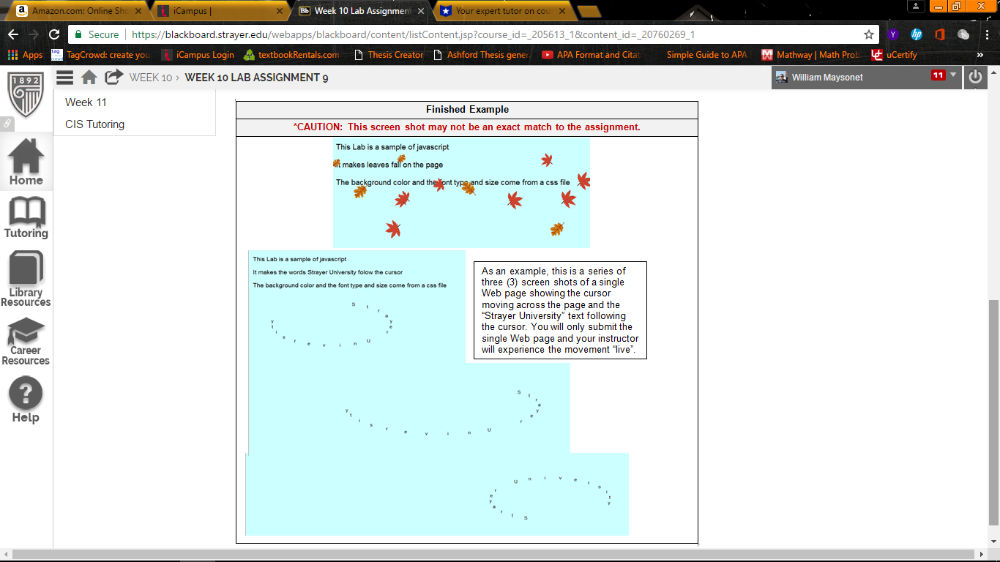 Amazon.com: Online Sho
iCampus |
Bb Week 10 Lab Assignment
Your expert tutor on cou
Secure https://blackboard.strayer.edu/webapps/blackboard/content/listContent.jsp?course_id=_205613_1&content_id=_20760269_1
Apps
TagCrowd: create you
iCampus Login
textbookRentals.com
Thesis Creator
Ashford Thesis gener
APA Format and Citat
Simple Guide to APA
Mathway | Math Prob
uCertify
1892
WEEK 10 > WEEK 10 LAB ASSIGNMENT 9
William Maysonet
11
Home
Tutoring
Library
Resources
Career
Resources
Help
Week 11
CIS Tutoring
Finished Example
*CAUTION: This screen shot may not be an exact match to the assignment.
This Lab is a sample of javascript
It makes leaves fall on the page
The background color and the font type and size come from a css file
This Lab is a sample of javascript
It makes the words Strayer University folow the cursor
The background color and the font type and size come from a css file
Strayer University
As an example, this is a series of
three (3) screen shots of a single
Web page showing the cursor
moving across the page and the
“Strayer University” text following
the cursor. You will only submit the
single Web page and your instructor
will experience the movement “live”.
Strayer University
Strayer University